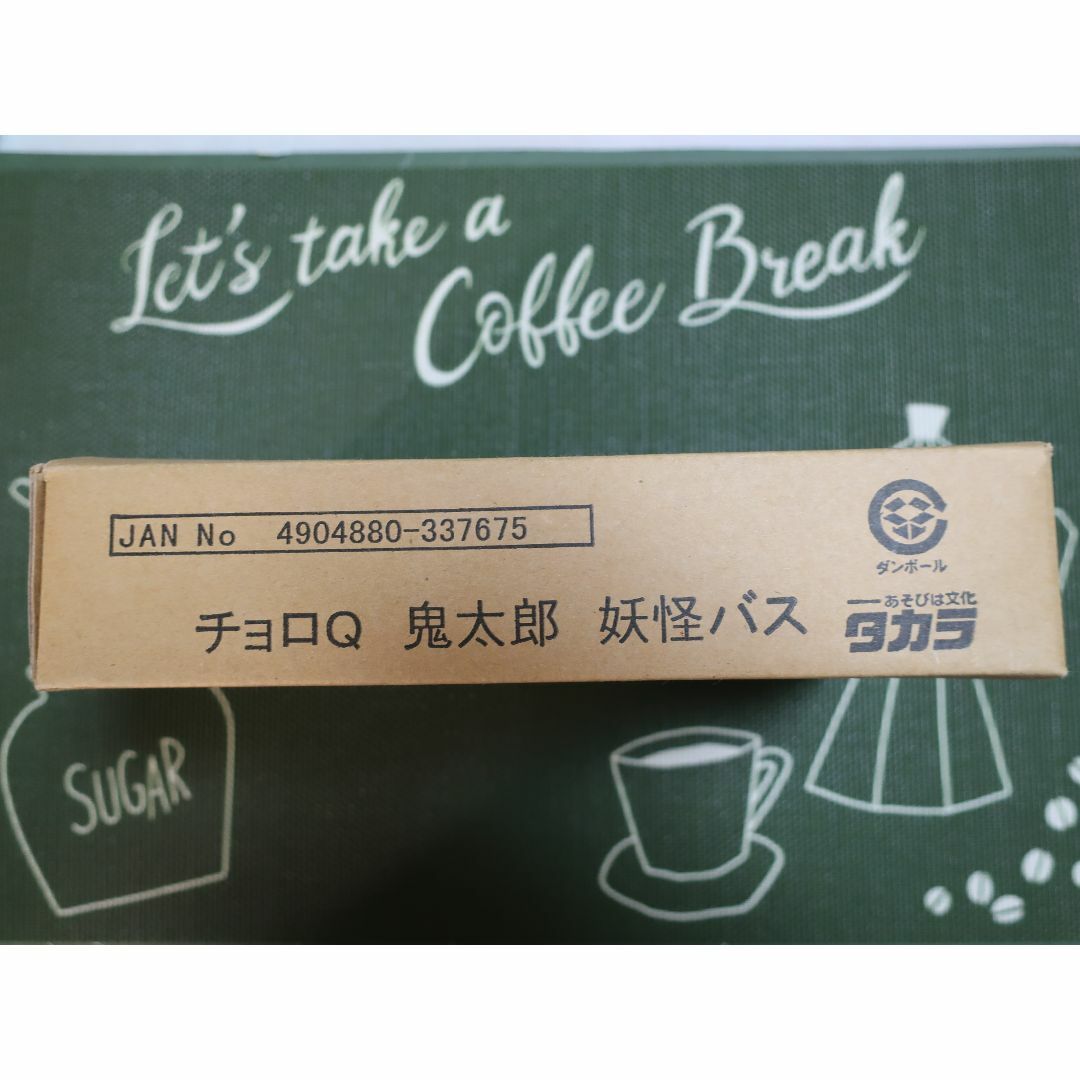 Let's take a
Coffee Break
JAN No 4904880-337675
ダンボール
チョロQ 鬼太郎 妖怪バス
あそびは文化
タカラ
SUGAR